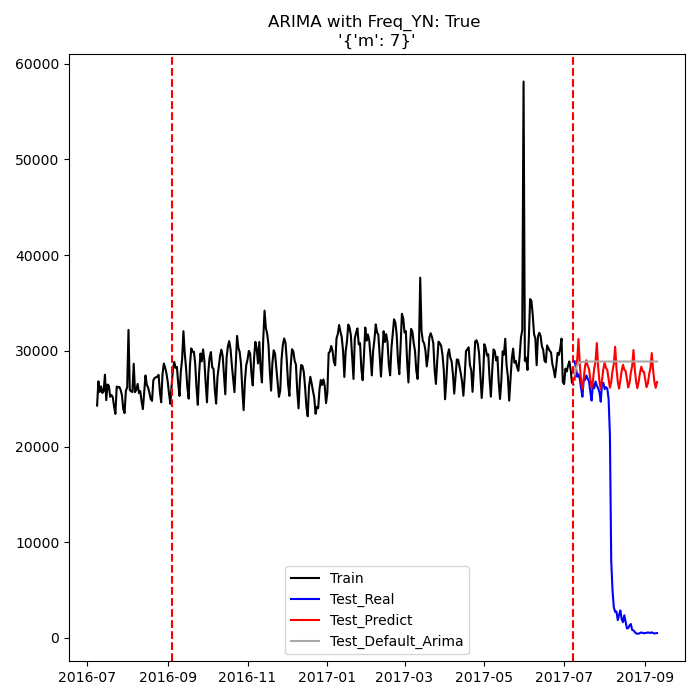 ARIMA with Freq_YN: True
'{'m': 7}'
60000
50000
40000
30000
20000
10000
0
Train
Test_Real
Test_Predict
Test_Default_Arima
2016-07 2016-09 2016-11 2017-01 2017-03 2017-05 2017-07 2017-09